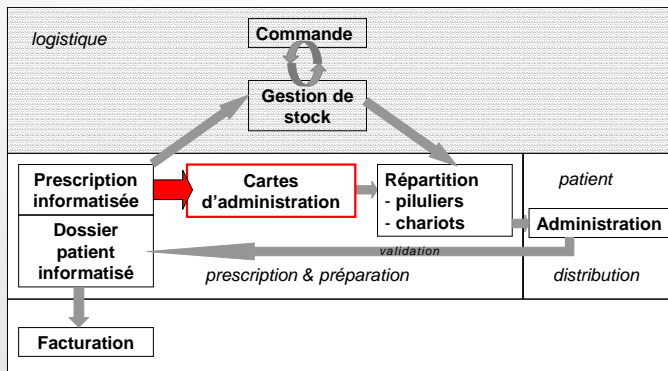 logistique
Commande
Gestion de
stock
Prescription
informatisée
Cartes
d’administration
Répartition
- piluliers
- chariots
patient
Dossier
patient
informatisé
Administration
validation
prescription & préparation
distribution
Facturation